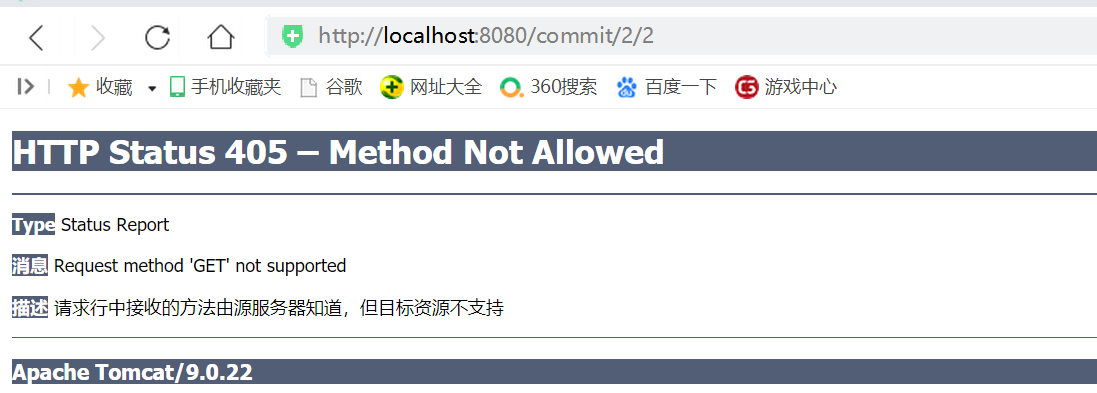 http://localhost:8080/commit/2/2
收藏 手机收藏夹 谷歌 网址大全 360搜索 百度一下 游戏中心
HTTP Status 405 – Method Not Allowed
Type Status Report
消息 Request method 'GET' not supported
描述 请求行中接收的方法由源服务器知道，但目标资源不支持
Apache Tomcat/9.0.22